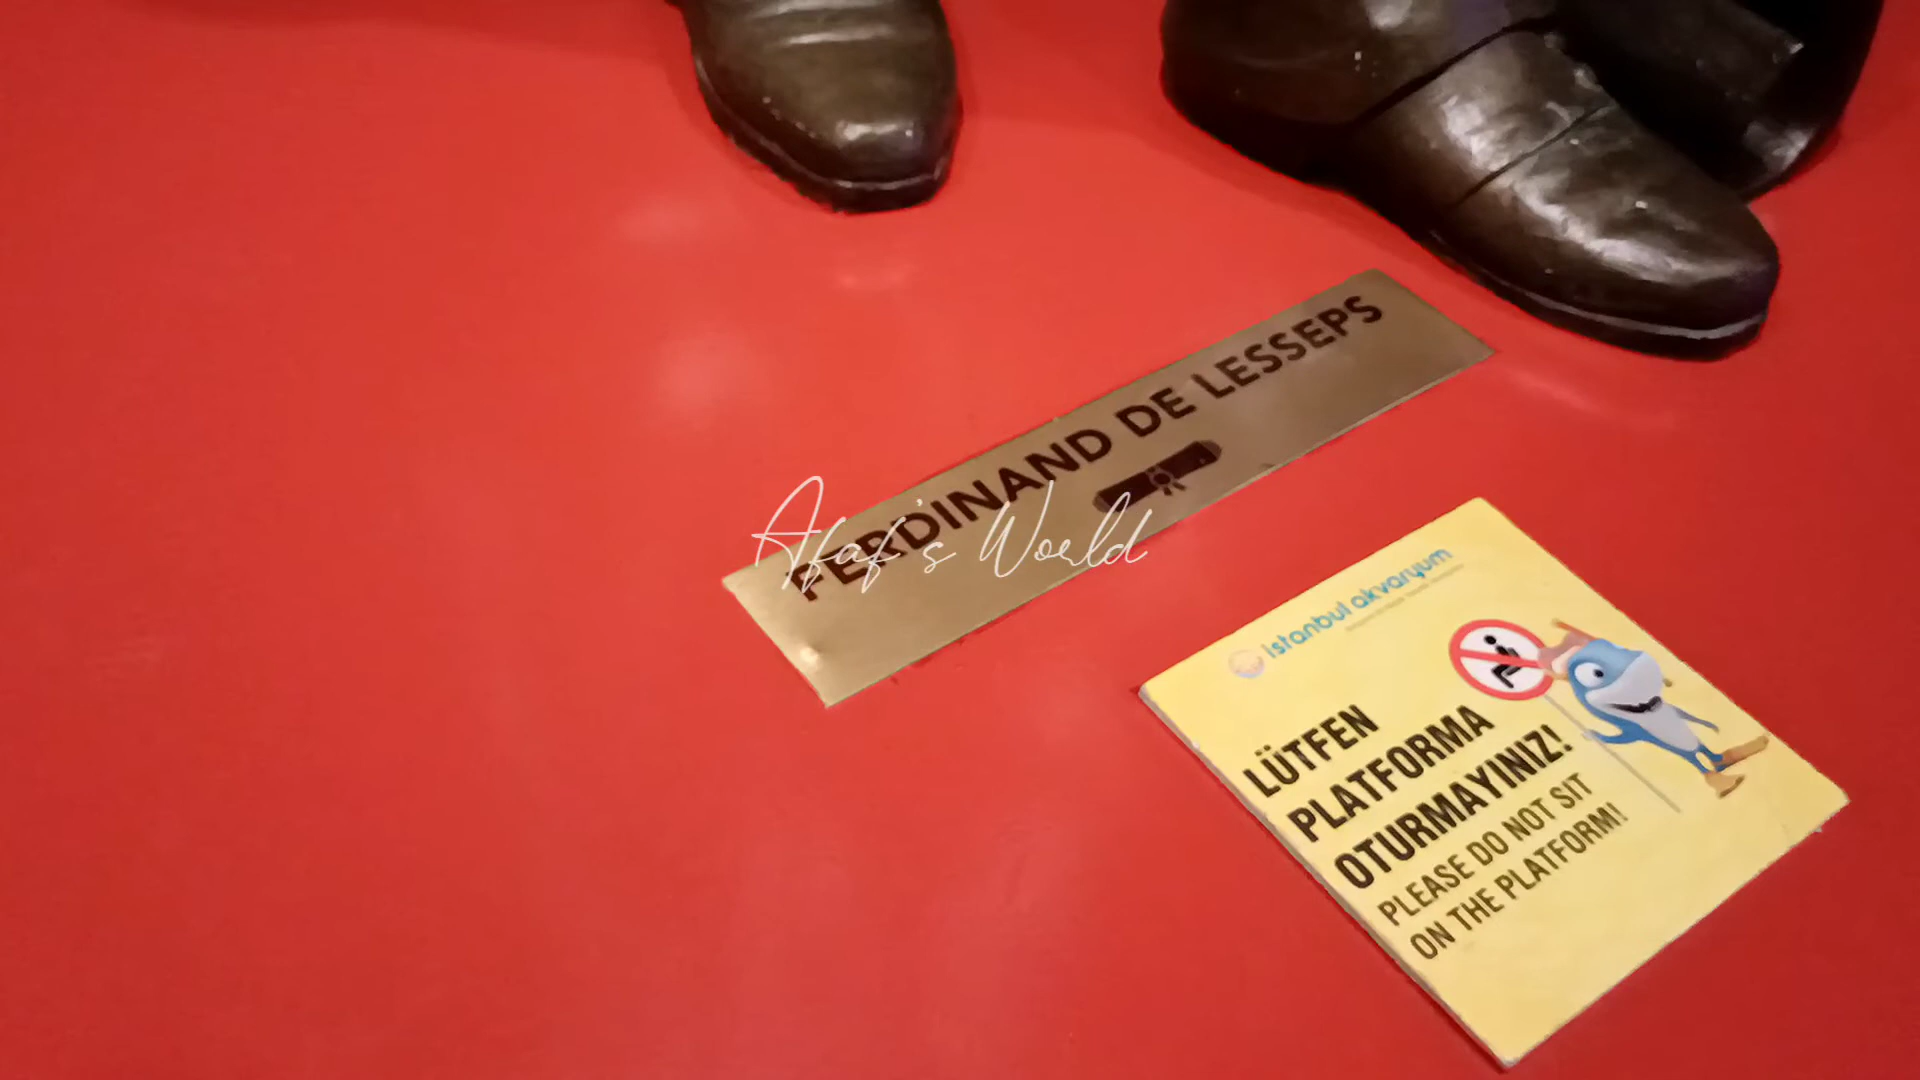 FERDINAND DE LESSEPS
Afaf's World
istanbul akvaryum
LÜTFEN
PLATFORMA
OTURMAYINIZ!
PLEASE DO NOT SIT
ON THE PLATFORM!